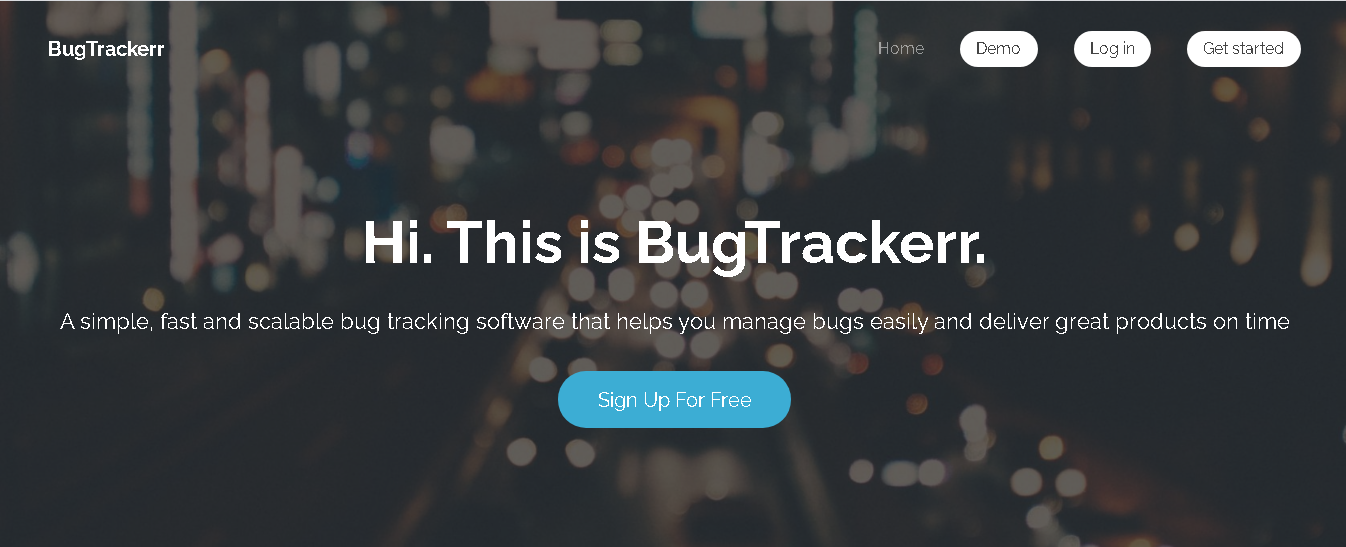 BugTrackerr
Home
Demo
Log in
Get started
Hi. This is BugTrackerr.
A simple, fast and scalable bug tracking software that helps you manage bugs easily and deliver great products on time
Sign Up For Free